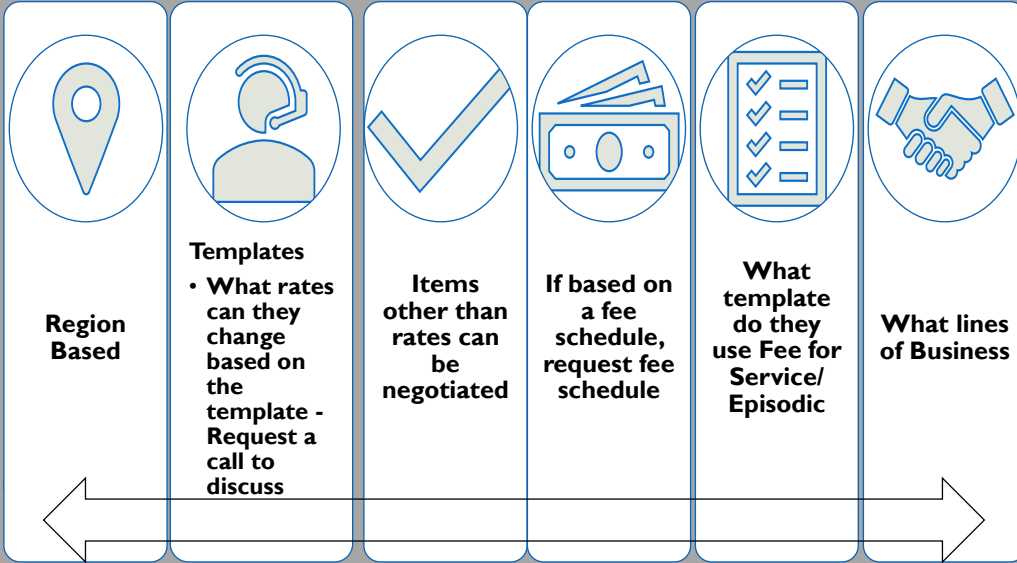 Region
Based
Templates
• What rates
can they
change
based on
the
template -
Request a
call to
discuss
Items
other than
rates can
be
negotiated
If based on
a fee
schedule,
request fee
schedule
What
template
do they
use Fee for
Service/
Episodic
What lines
of Business